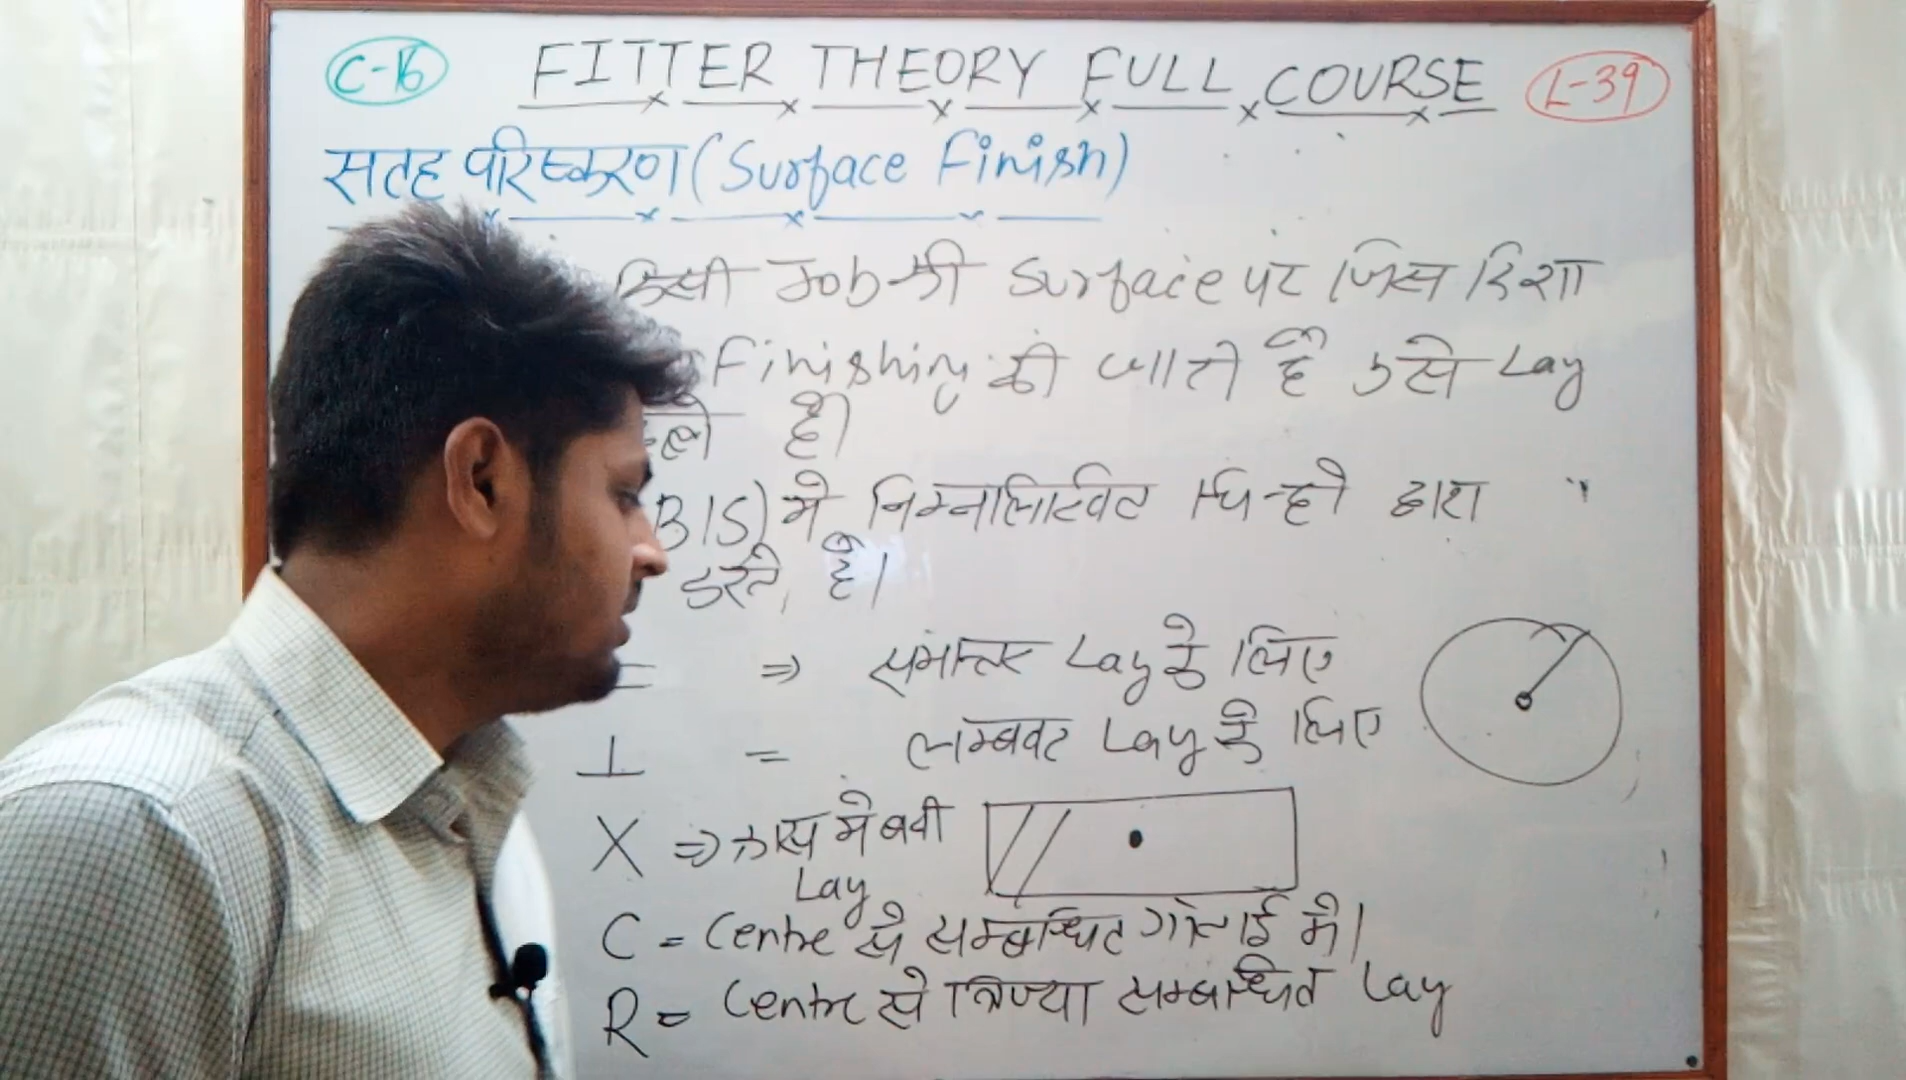 C-16 FITTER THEORY FULL COURSE L-39
सतह परिष्करण (Surface Finish)
किसी Job की Surface पर जिस दिशा
Finishing की जाती है उसे Lay
है।
BIS) मे निम्नलिखित चिन्हो द्वारा
करते है।
= ⇒ समान्तर Lay के लिए
⊥ = लम्बवट Lay के लिए
X ⇒ क्रास मे बनी
Lay
C = Centre से सम्बन्धित गोलाई मे।
R = Centre से त्रिज्या सम्बन्धित Lay